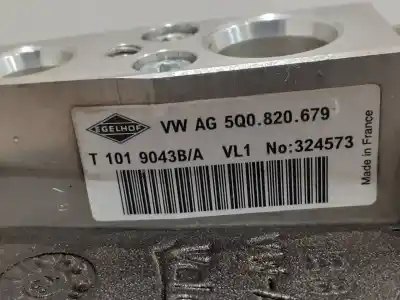 EGELHOF VW AG 5Q0.820.679
T 101 9043B/A VL1 No:324573
Made in France